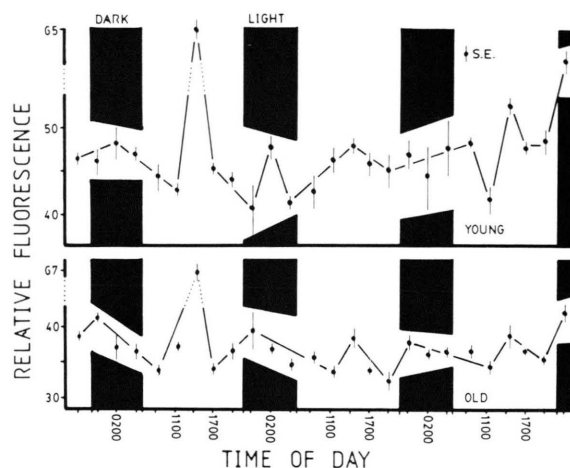 DARK LIGHT
65
S.E.
50
40
YOUNG
RELATIVE FLUORESCENCE
67
40
30
OLD
0200 1100 1700 0200 1100 1700 0200 1100 1700
TIME OF DAY